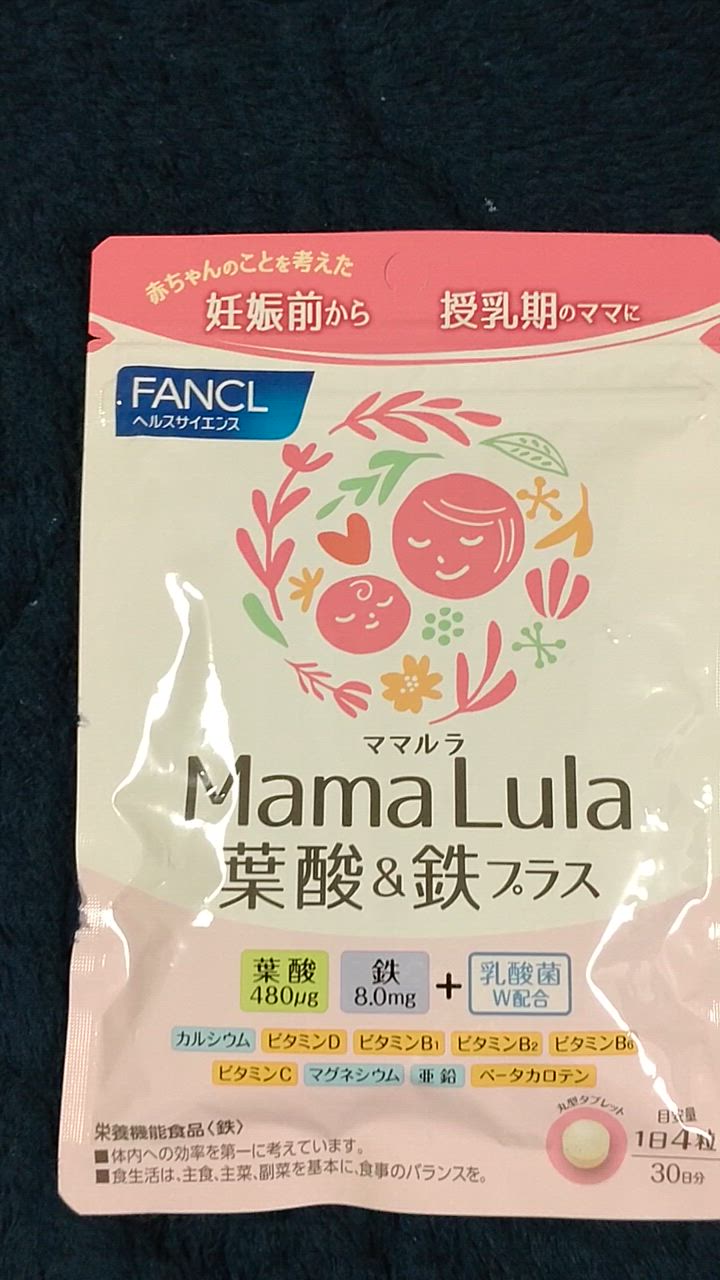 赤ちゃんのことを考えた
妊娠前から 授乳期のママに
FANCL
ヘルスサイエンス
ママルラ
Mama Lula
葉酸&鉄プラス
葉酸 480μg 鉄 8.0mg + 乳酸菌 W配合
カルシウム ビタミンD ビタミンB1 ビタミンB2 ビタミンB6
ビタミンC マグネシウム 亜鉛 ベータカロテン
栄養機能食品〈鉄〉
■体内への効率を第一に考えています。
■食生活は、主食、主菜、副菜を基本に、食事のバランスを。
丸型タブレット
目安量
1日4粒
30日分